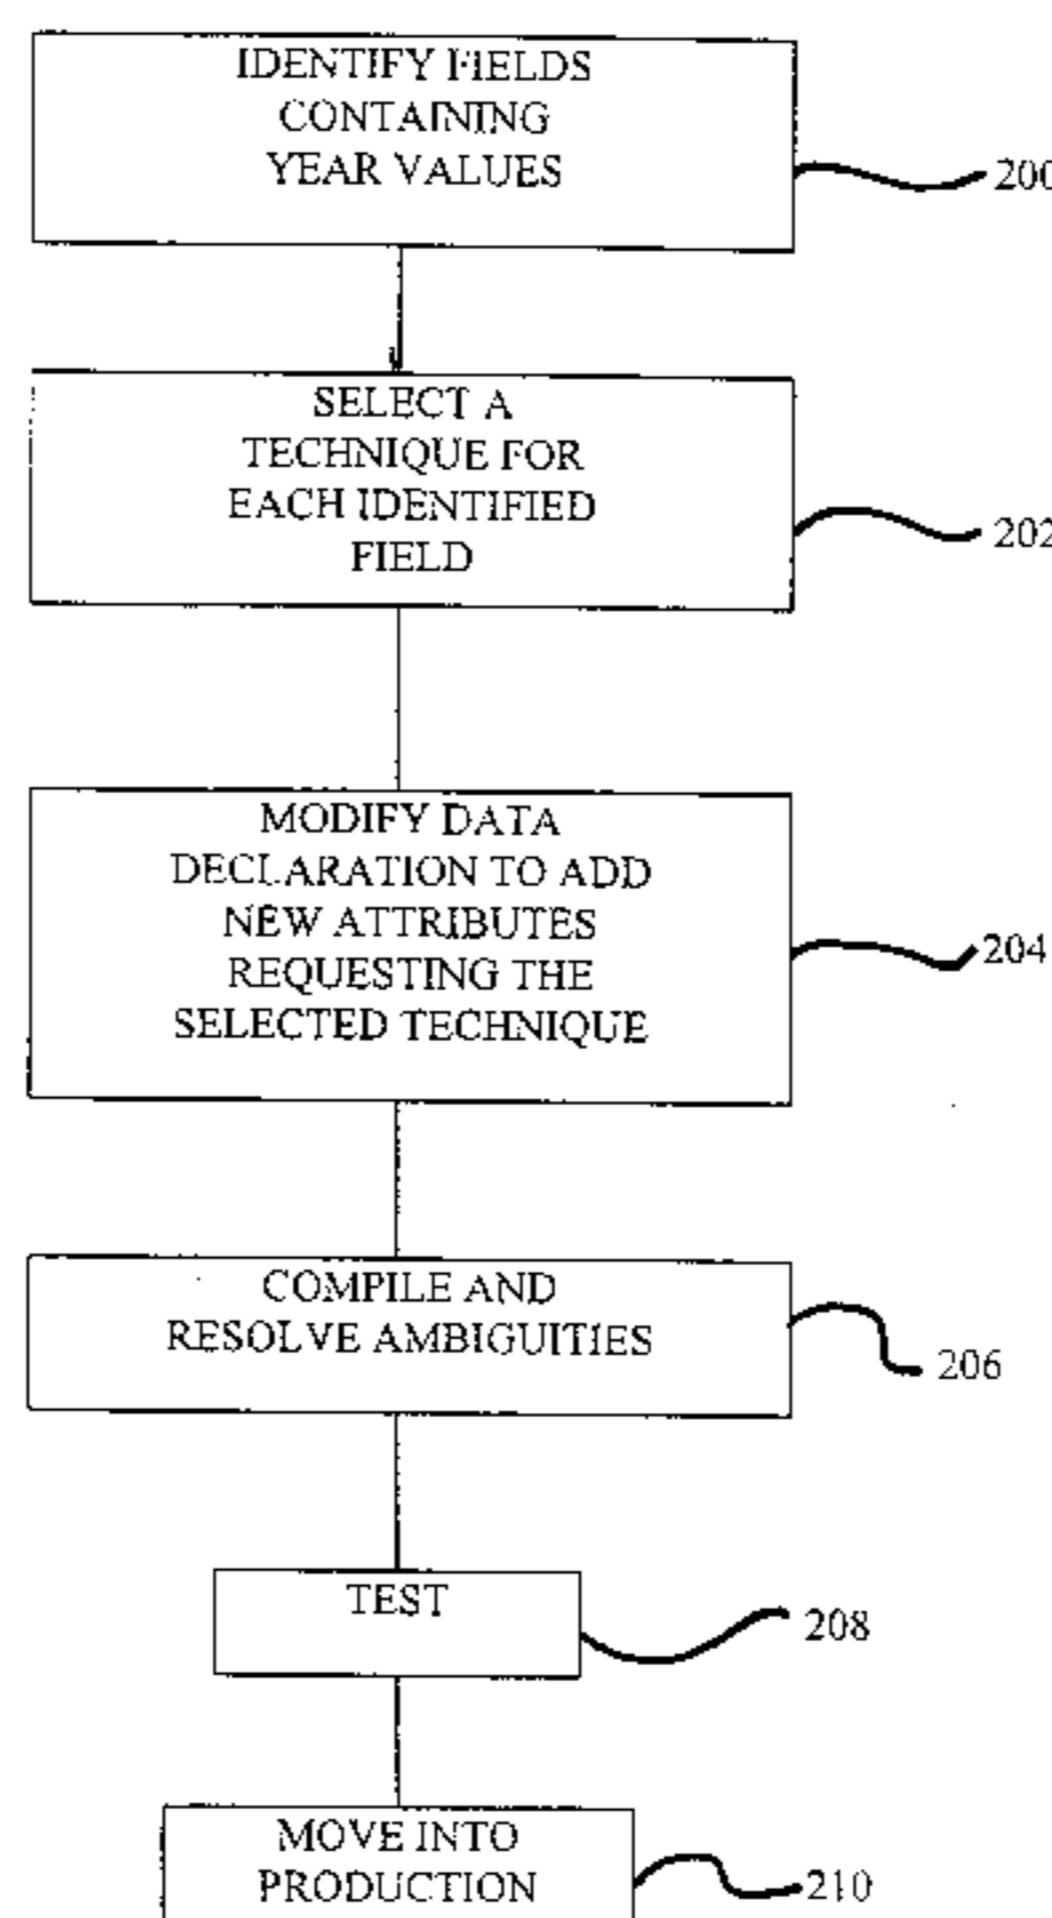 IDENTIFY FIELDS
CONTAINING
YEAR VALUES
200
SELECT A
TECHNIQUE FOR
EACH IDENTIFIED
FIELD
202
MODIFY DATA
DECLARATION TO ADD
NEW ATTRIBUTES
REQUESTING THE
SELECTED TECHNIQUE
204
COMPILE AND
RESOLVE AMBIGUITIES
206
TEST
208
MOVE INTO
PRODUCTION
210